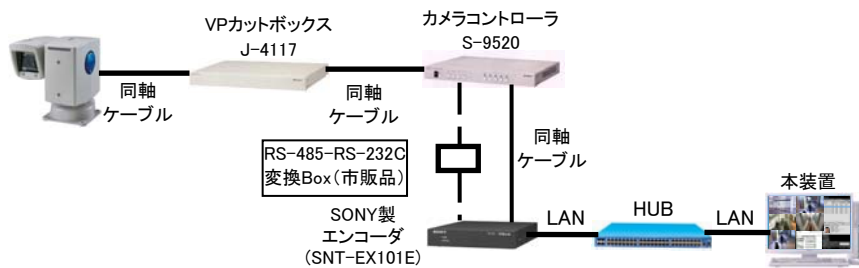 VPカットボックス
J-4117
カメラコントローラ
S-9520
同軸
ケーブル
同軸
ケーブル
RS-485-RS-232C
変換Box(市販品)
同軸
ケーブル
SONY製
エンコーダ
(SNT-EX101E)
LAN
HUB
LAN
本装置